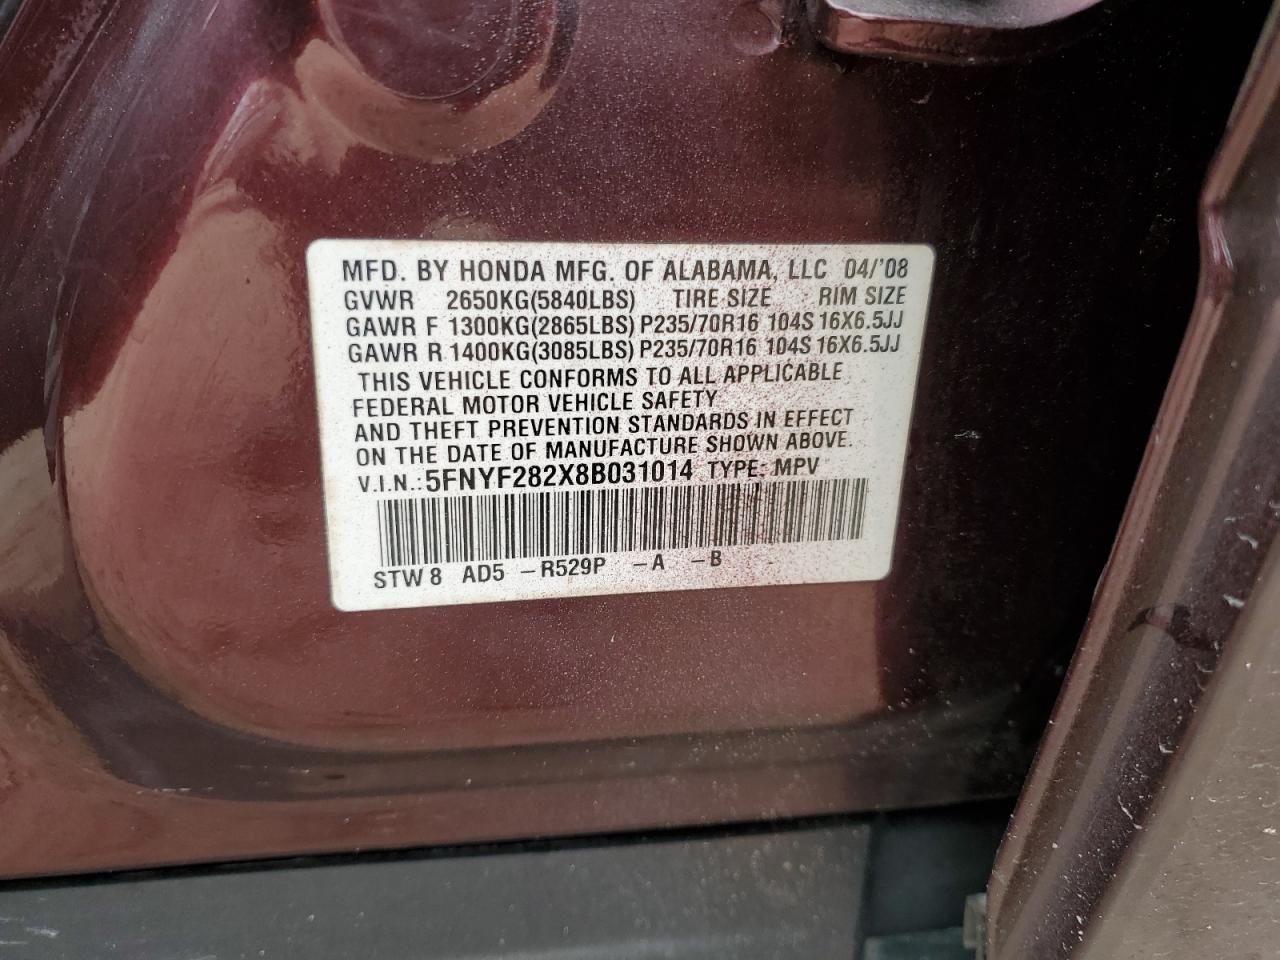 MFD. BY HONDA MFG. OF ALABAMA, LLC 04/'08
GVWR 2650KG(5840LBS) TIRE SIZE RIM SIZE
GAWR F 1300KG(2865LBS) P235/70R16 104S 16X6.5JJ
GAWR R 1400KG(3085LBS) P235/70R16 104S 16X6.5JJ
THIS VEHICLE CONFORMS TO ALL APPLICABLE
FEDERAL MOTOR VEHICLE SAFETY
AND THEFT PREVENTION STANDARDS IN EFFECT
ON THE DATE OF MANUFACTURE SHOWN ABOVE.
V.I.N.: 5FNYF282X8B031014 TYPE: MPV
STW 8 AD5 -R529P -A -B